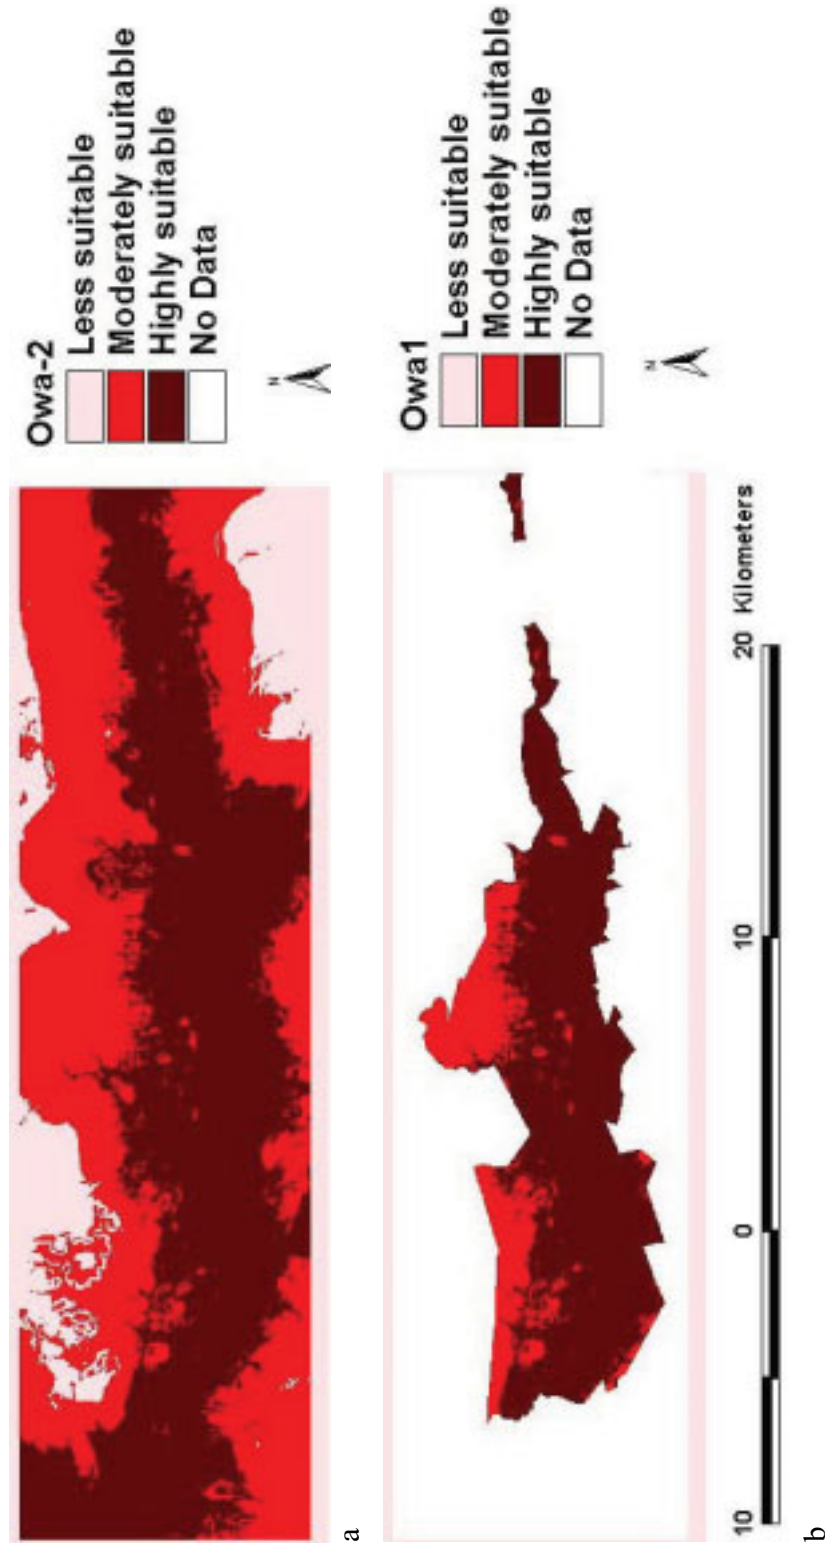 Owa-2
Less suitable
Moderately suitable
Highly suitable
No Data
N
a
Owa1
Less suitable
Moderately suitable
Highly suitable
No Data
N
10 0 10 20 Kilometers
b